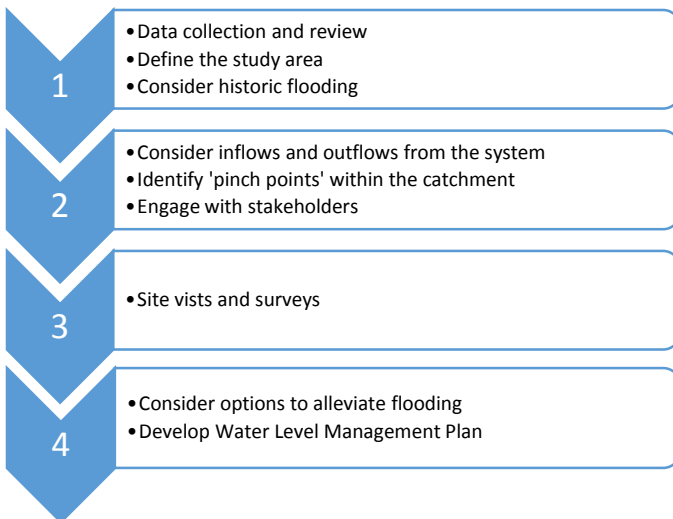 1
•Data collection and review
•Define the study area
•Consider historic flooding
2
•Consider inflows and outflows from the system
•Identify 'pinch points' within the catchment
•Engage with stakeholders
3
•Site vists and surveys
4
•Consider options to alleviate flooding
•Develop Water Level Management Plan